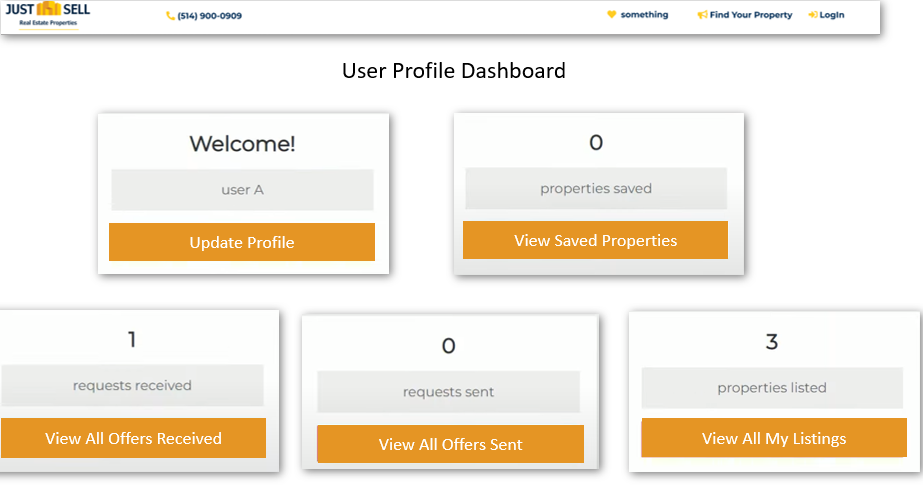 JUST SELL
Real Estate Properties
(514) 900-0909
something
Find Your Property
LogIn
User Profile Dashboard
Welcome!
user A
Update Profile
0
properties saved
View Saved Properties
1
requests received
View All Offers Received
0
requests sent
View All Offers Sent
3
properties listed
View All My Listings